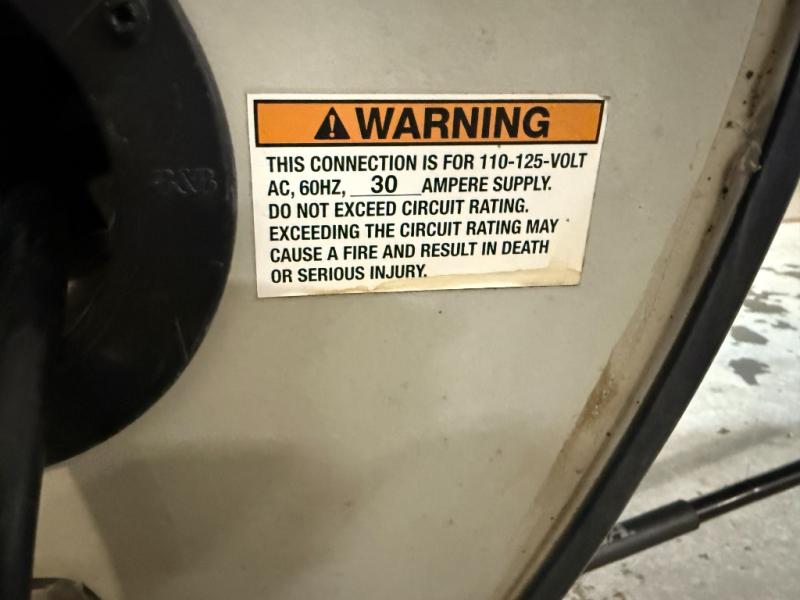 WARNING
THIS CONNECTION IS FOR 110-125-VOLT
AC, 60HZ, 30 AMPERE SUPPLY.
DO NOT EXCEED CIRCUIT RATING.
EXCEEDING THE CIRCUIT RATING MAY
CAUSE A FIRE AND RESULT IN DEATH
OR SERIOUS INJURY.
B&B